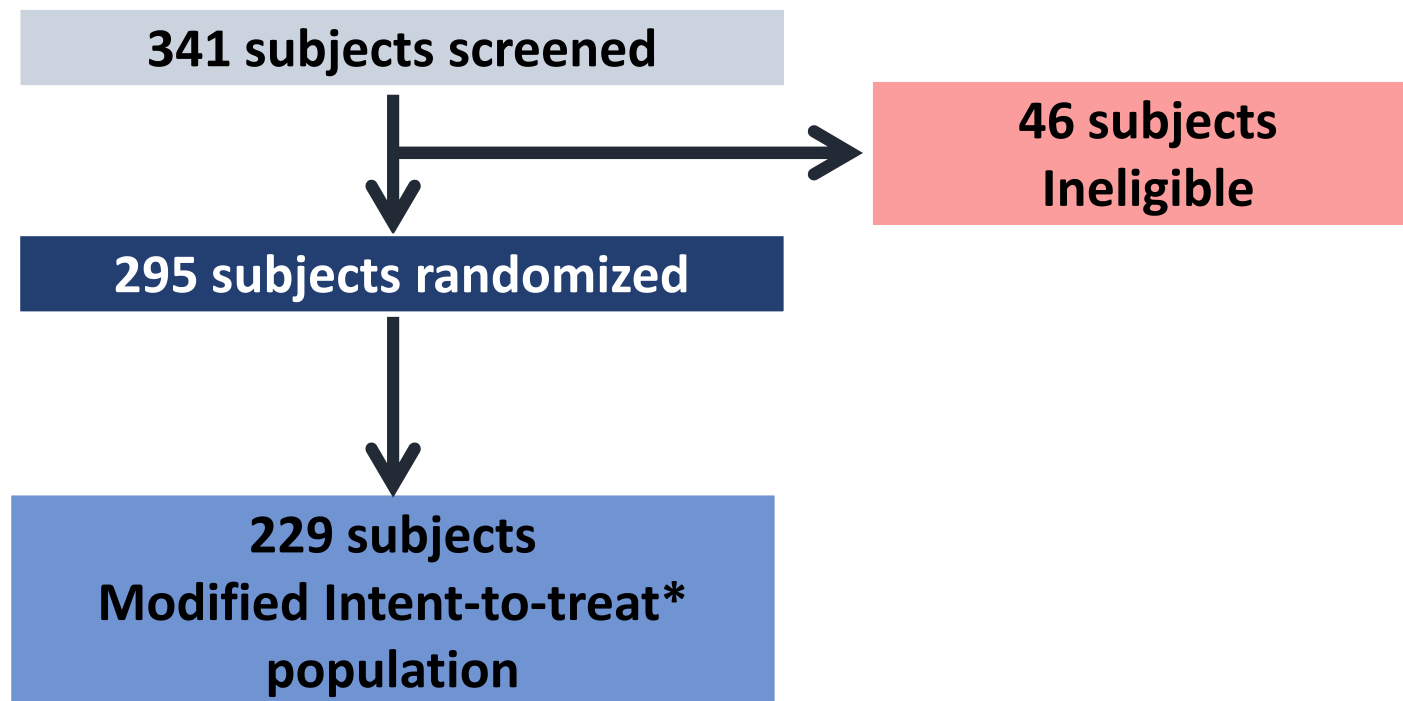 341 subjects screened
46 subjects
Ineligible
295 subjects randomized
229 subjects
Modified Intent-to-treat*
population